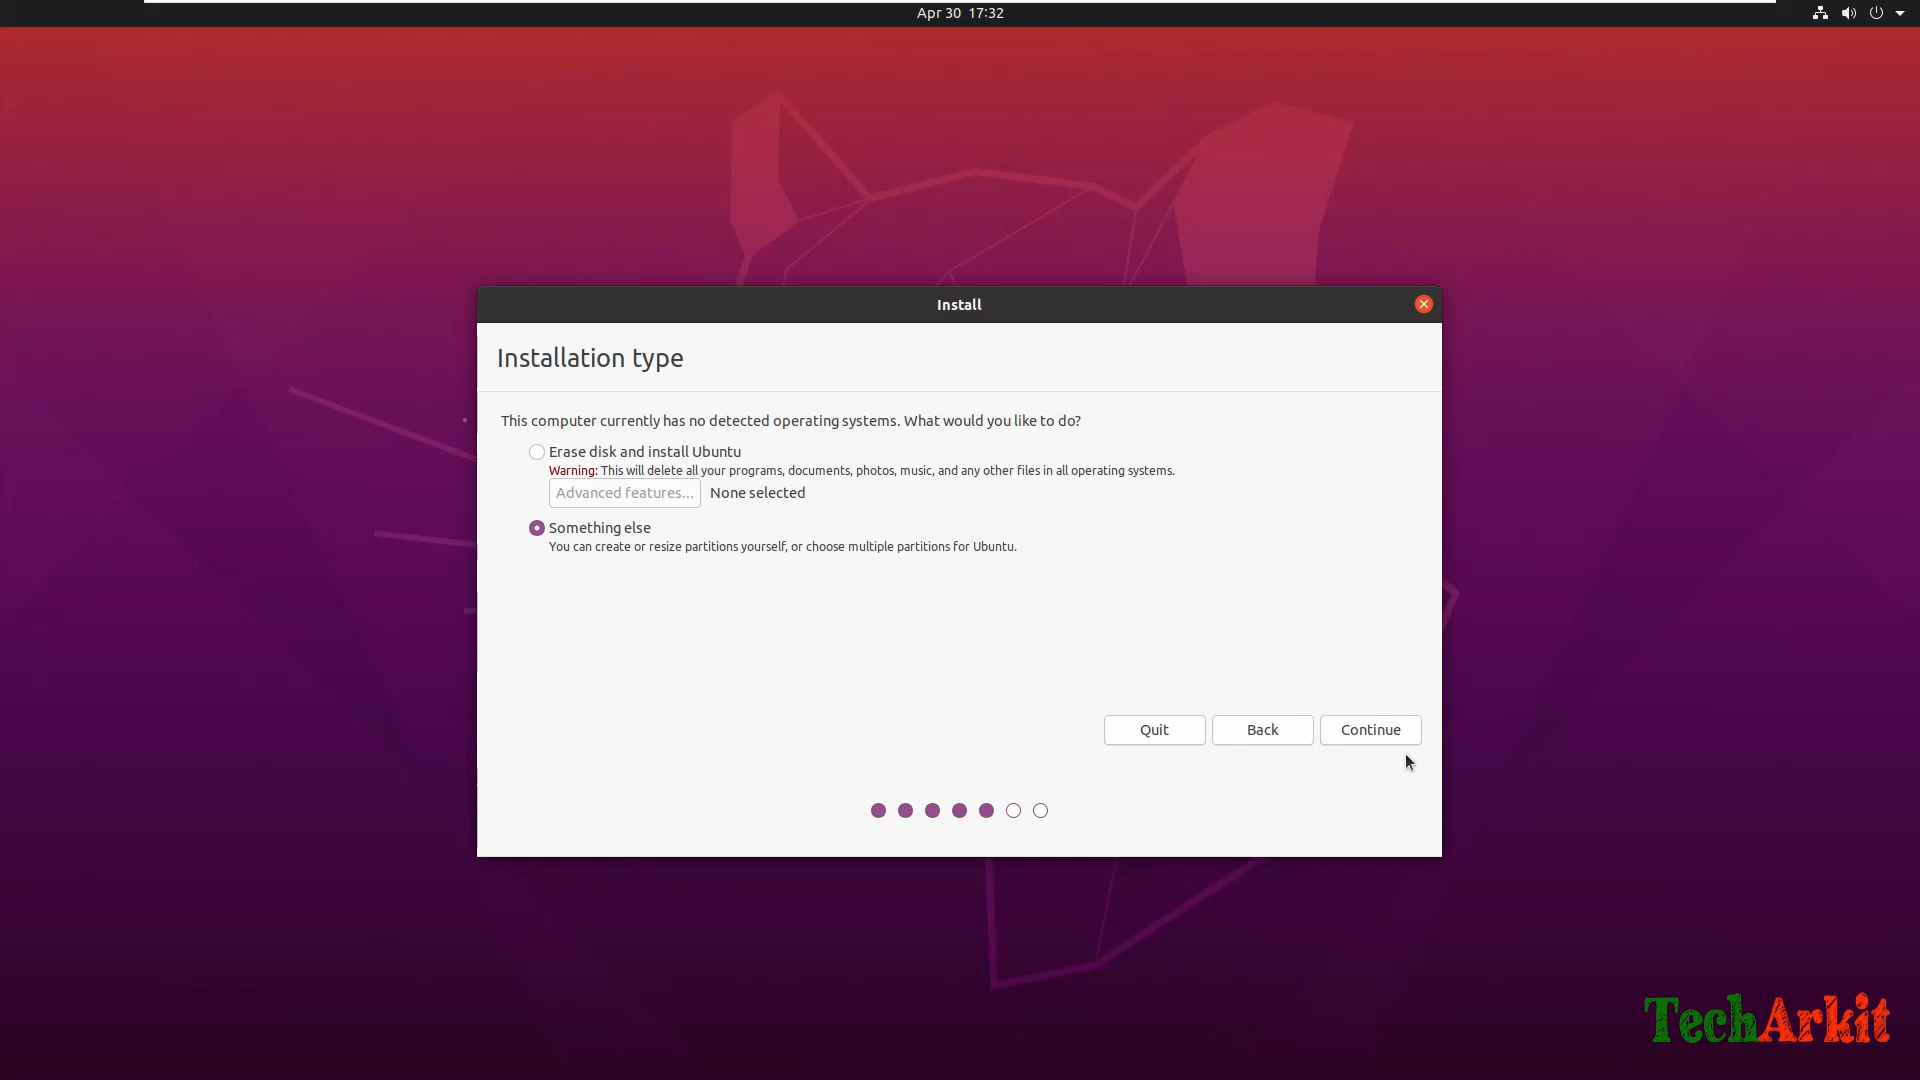 Apr 30 17:32
Install
Installation type
This computer currently has no detected operating systems. What would you like to do?
Erase disk and install Ubuntu
Warning: This will delete all your programs, documents, photos, music, and any other files in all operating systems.
Advanced features... None selected
Something else
You can create or resize partitions yourself, or choose multiple partitions for Ubuntu.
Quit Back Continue
TechArkit